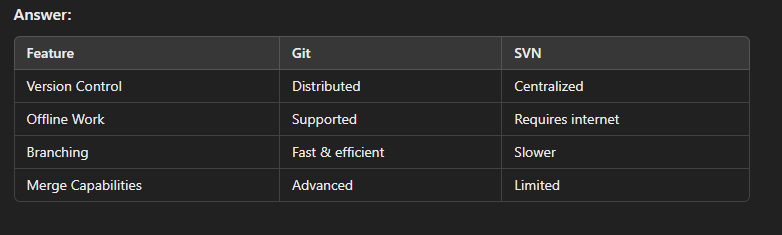 Answer:
Feature Git SVN
Version Control Distributed Centralized
Offline Work Supported Requires internet
Branching Fast & efficient Slower
Merge Capabilities Advanced Limited